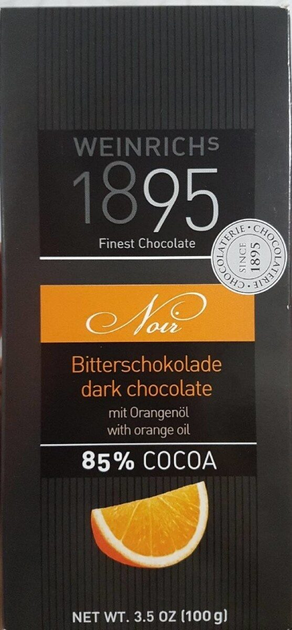 WEINRICHS
1895
Finest Chocolate
CHOCOLATERIE · CHOCOLATERIE ·
SINCE
1895
Noir
Bitterschokolade
dark chocolate
mit Orangenöl
with orange oil
85% COCOA
NET WT. 3.5 OZ (100g)